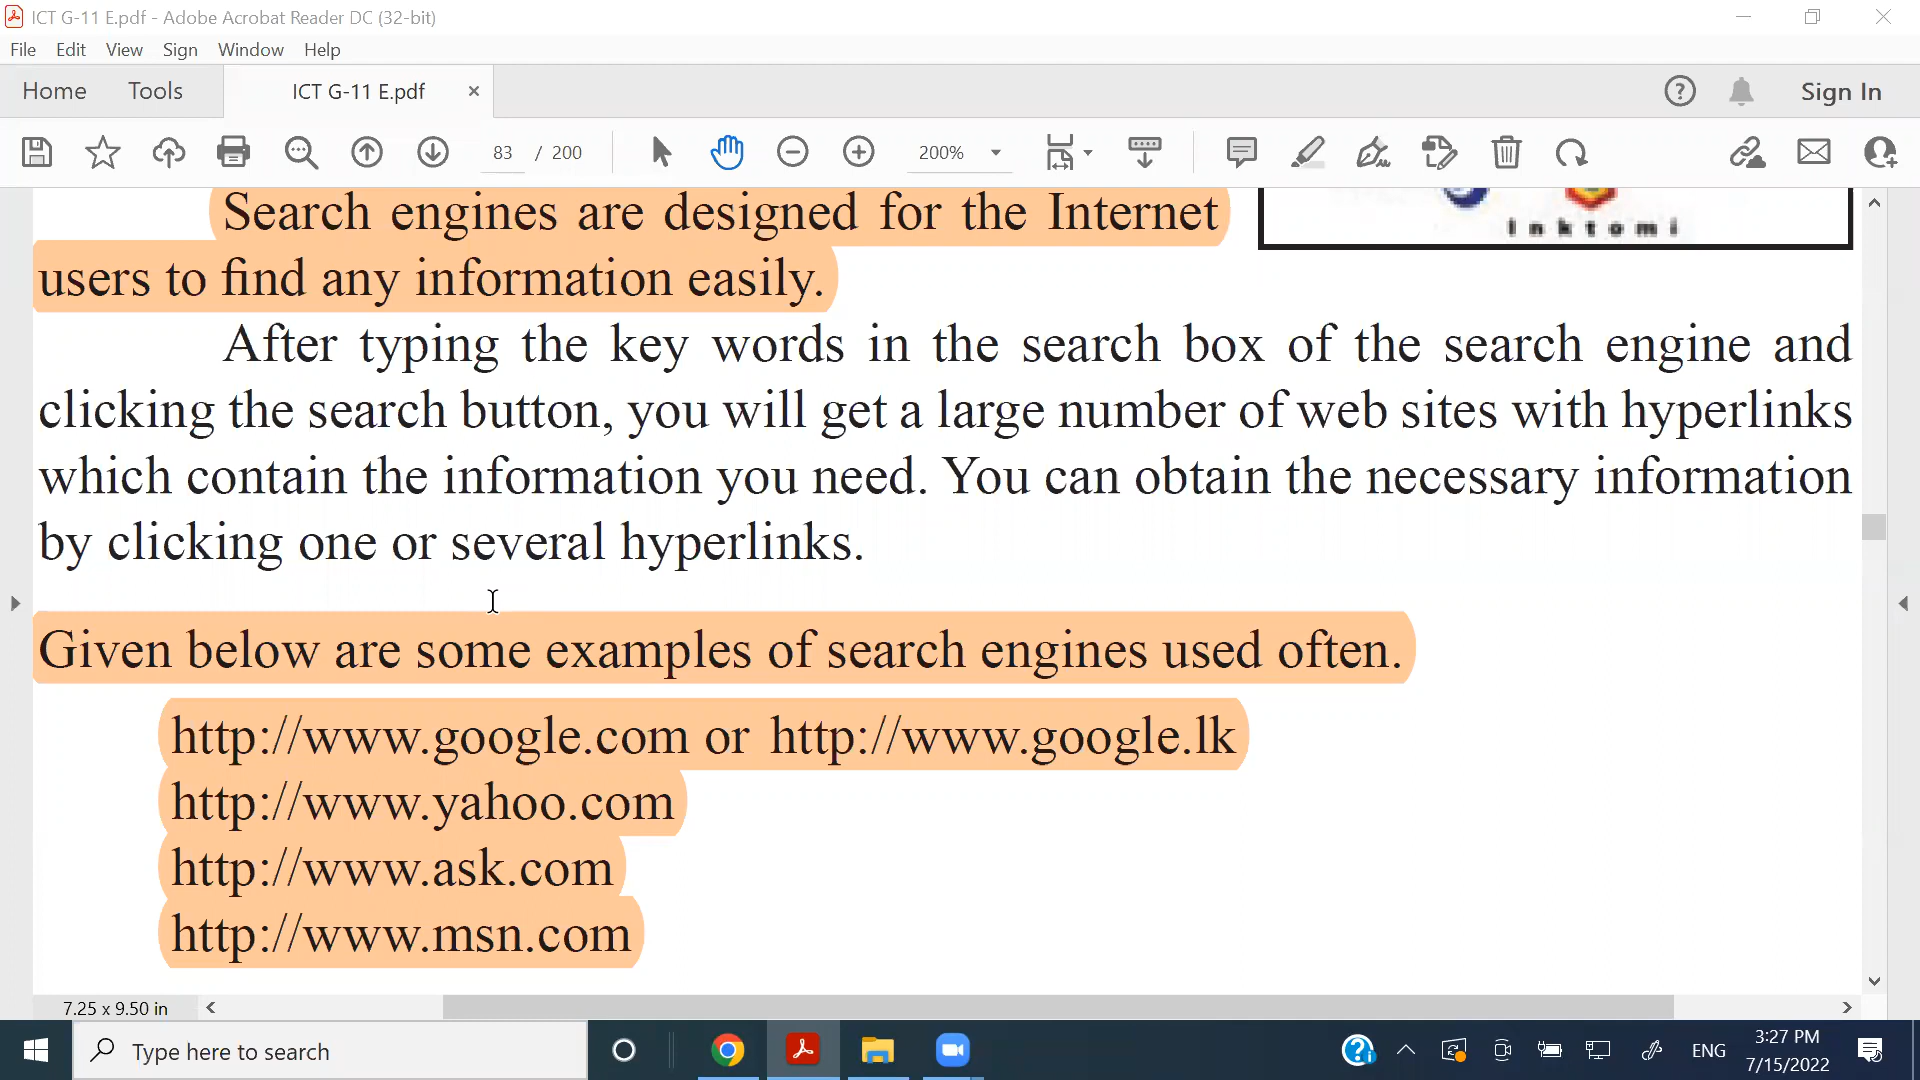 ICT G-11 E.pdf - Adobe Acrobat Reader DC (32-bit)
File Edit View Sign Window Help
Home Tools ICT G-11 E.pdf × Sign In
83 / 200 200%
Search engines are designed for the Internet
users to find any information easily.
Inktomi
After typing the key words in the search box of the search engine and
clicking the search button, you will get a large number of web sites with hyperlinks
which contain the information you need. You can obtain the necessary information
by clicking one or several hyperlinks.
Given below are some examples of search engines used often.
http://www.google.com or http://www.google.lk
http://www.yahoo.com
http://www.ask.com
http://www.msn.com
7.25 x 9.50 in
Type here to search
ENG
3:27 PM
7/15/2022